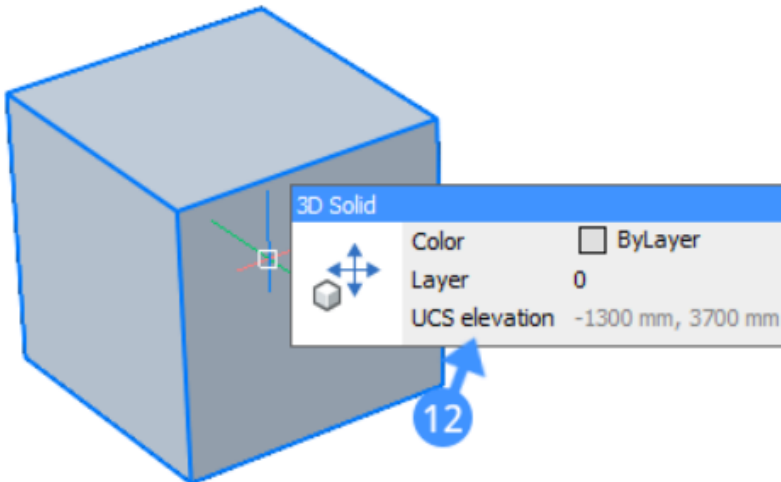 3D Solid
Color ByLayer
Layer 0
UCS elevation -1300 mm, 3700 mm
12